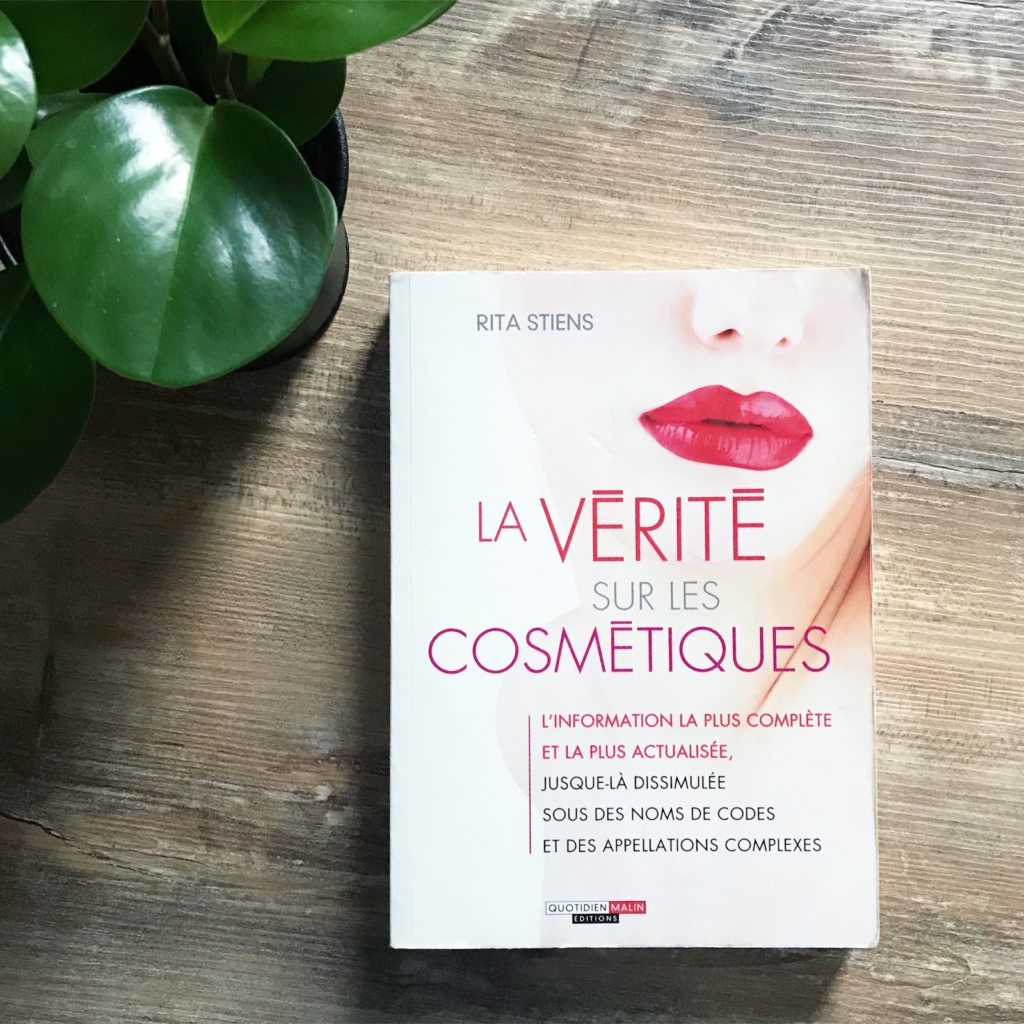 RITA STIENS
LA VÉRITÉ
SUR LES
COSMÉTIQUES
L'INFORMATION LA PLUS COMPLÈTE
ET LA PLUS ACTUALISÉE,
JUSQUE-LÀ DISSIMULÉE
SOUS DES NOMS DE CODES
ET DES APPELLATIONS COMPLEXES
QUOTIDIEN MALIN
ÉDITIONS